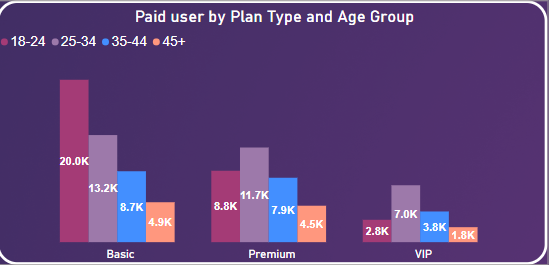 Paid user by Plan Type and Age Group
18-24 25-34 35-44 45+
20.0K 13.2K 8.7K 4.9K 8.8K 11.7K 7.9K 4.5K 2.8K 7.0K 3.8K 1.8K
Basic Premium VIP